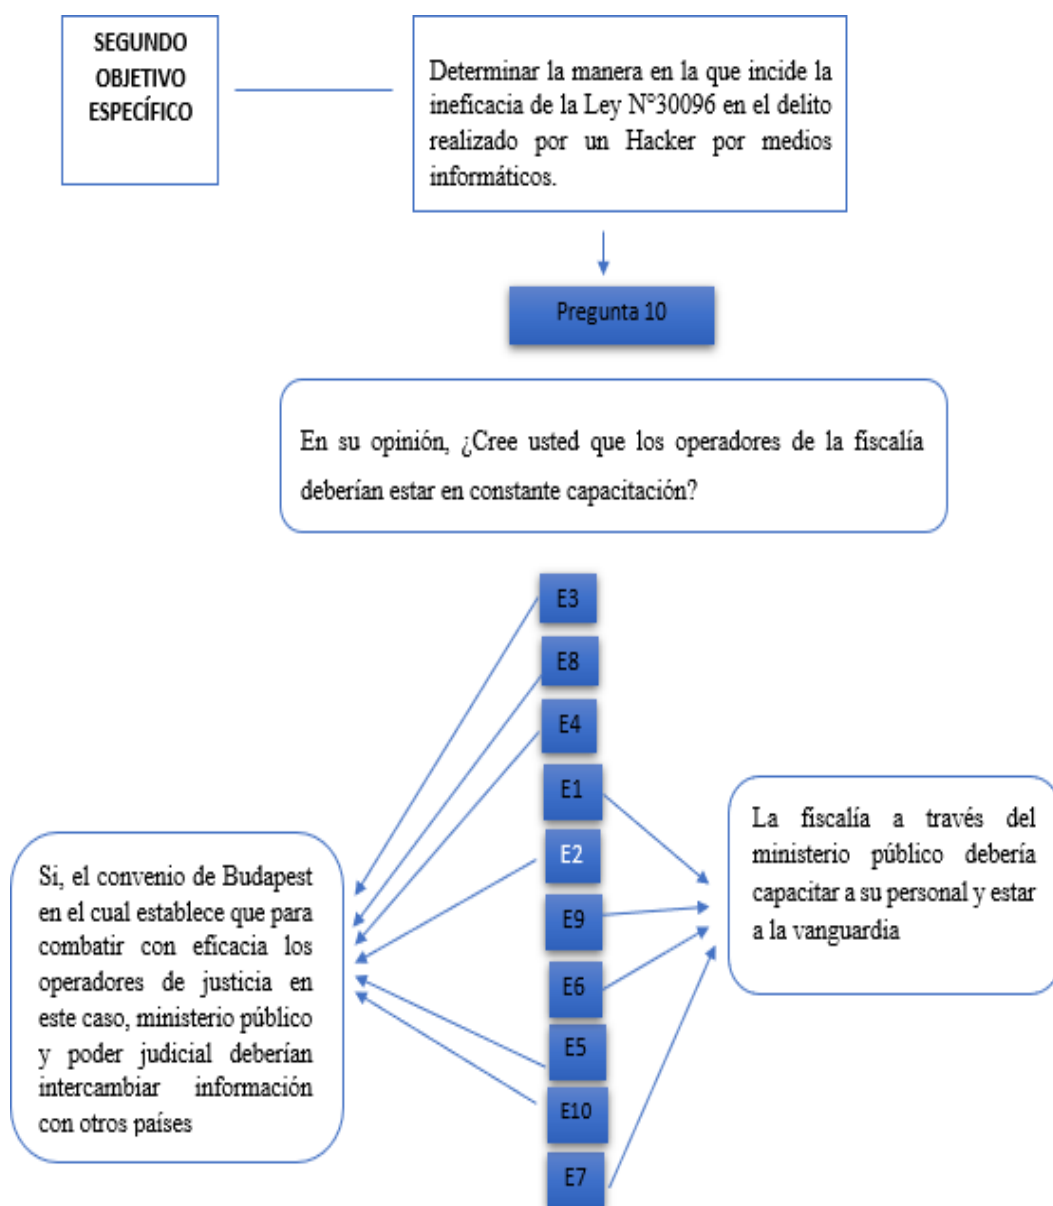 SEGUNDO
OBJETIVO
ESPECÍFICO
Determinar la manera en la que incide la
ineficacia de la Ley N°30096 en el delito
realizado por un Hacker por medios
informáticos.
Pregunta 10
En su opinión, ¿Cree usted que los operadores de la fiscalía
deberían estar en constante capacitación?
E3
E8
E4
E1
E2
E9
E6
E5
E10
E7
Si, el convenio de Budapest
en el cual establece que para
combatir con eficacia los
operadores de justicia en
este caso, ministerio público
y poder judicial deberían
intercambiar información
con otros países
La fiscalía a través del
ministerio público debería
capacitar a su personal y estar
a la vanguardia